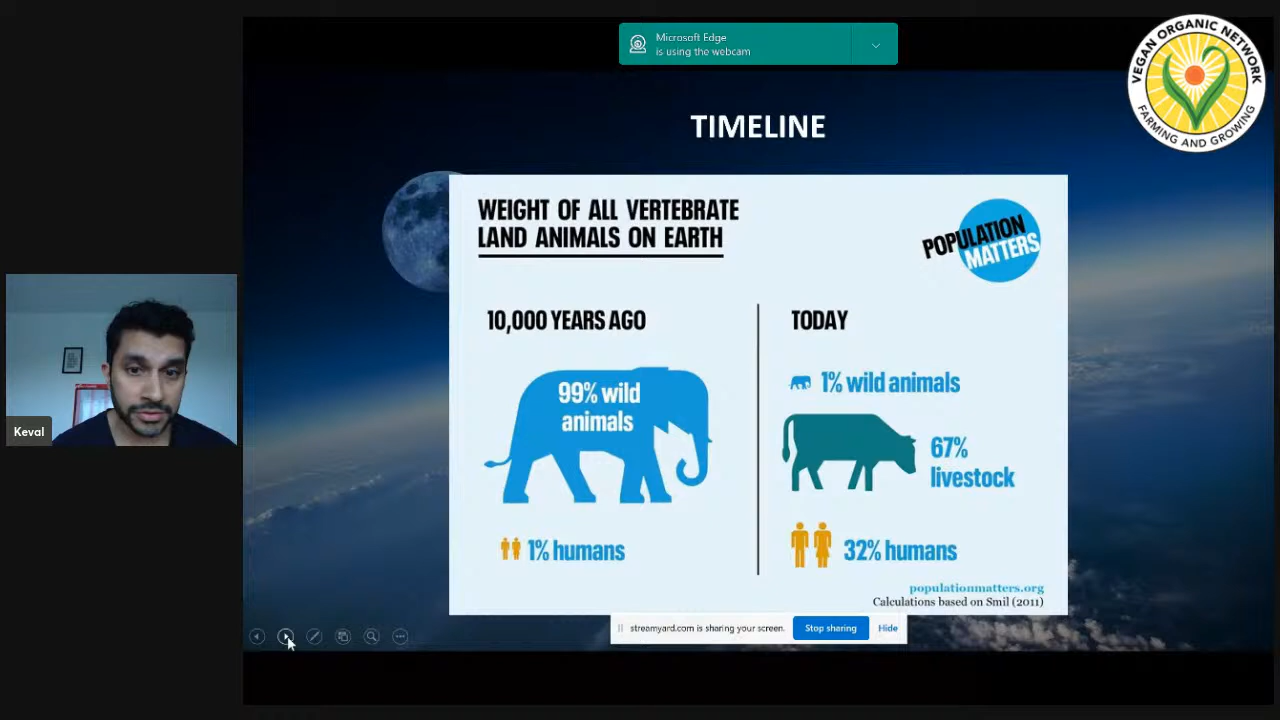 Microsoft Edge
is using the webcam
VEGAN ORGANIC NETWORK
FARMING AND GROWING
TIMELINE
WEIGHT OF ALL VERTEBRATE
LAND ANIMALS ON EARTH
POPULATION
MATTERS
10,000 YEARS AGO
TODAY
99% wild
animals
1% wild animals
67%
livestock
1% humans
32% humans
populationmatters.org
Calculations based on Smil (2011)
Keval
streamyard.com is sharing your screen.
Stop sharing
Hide